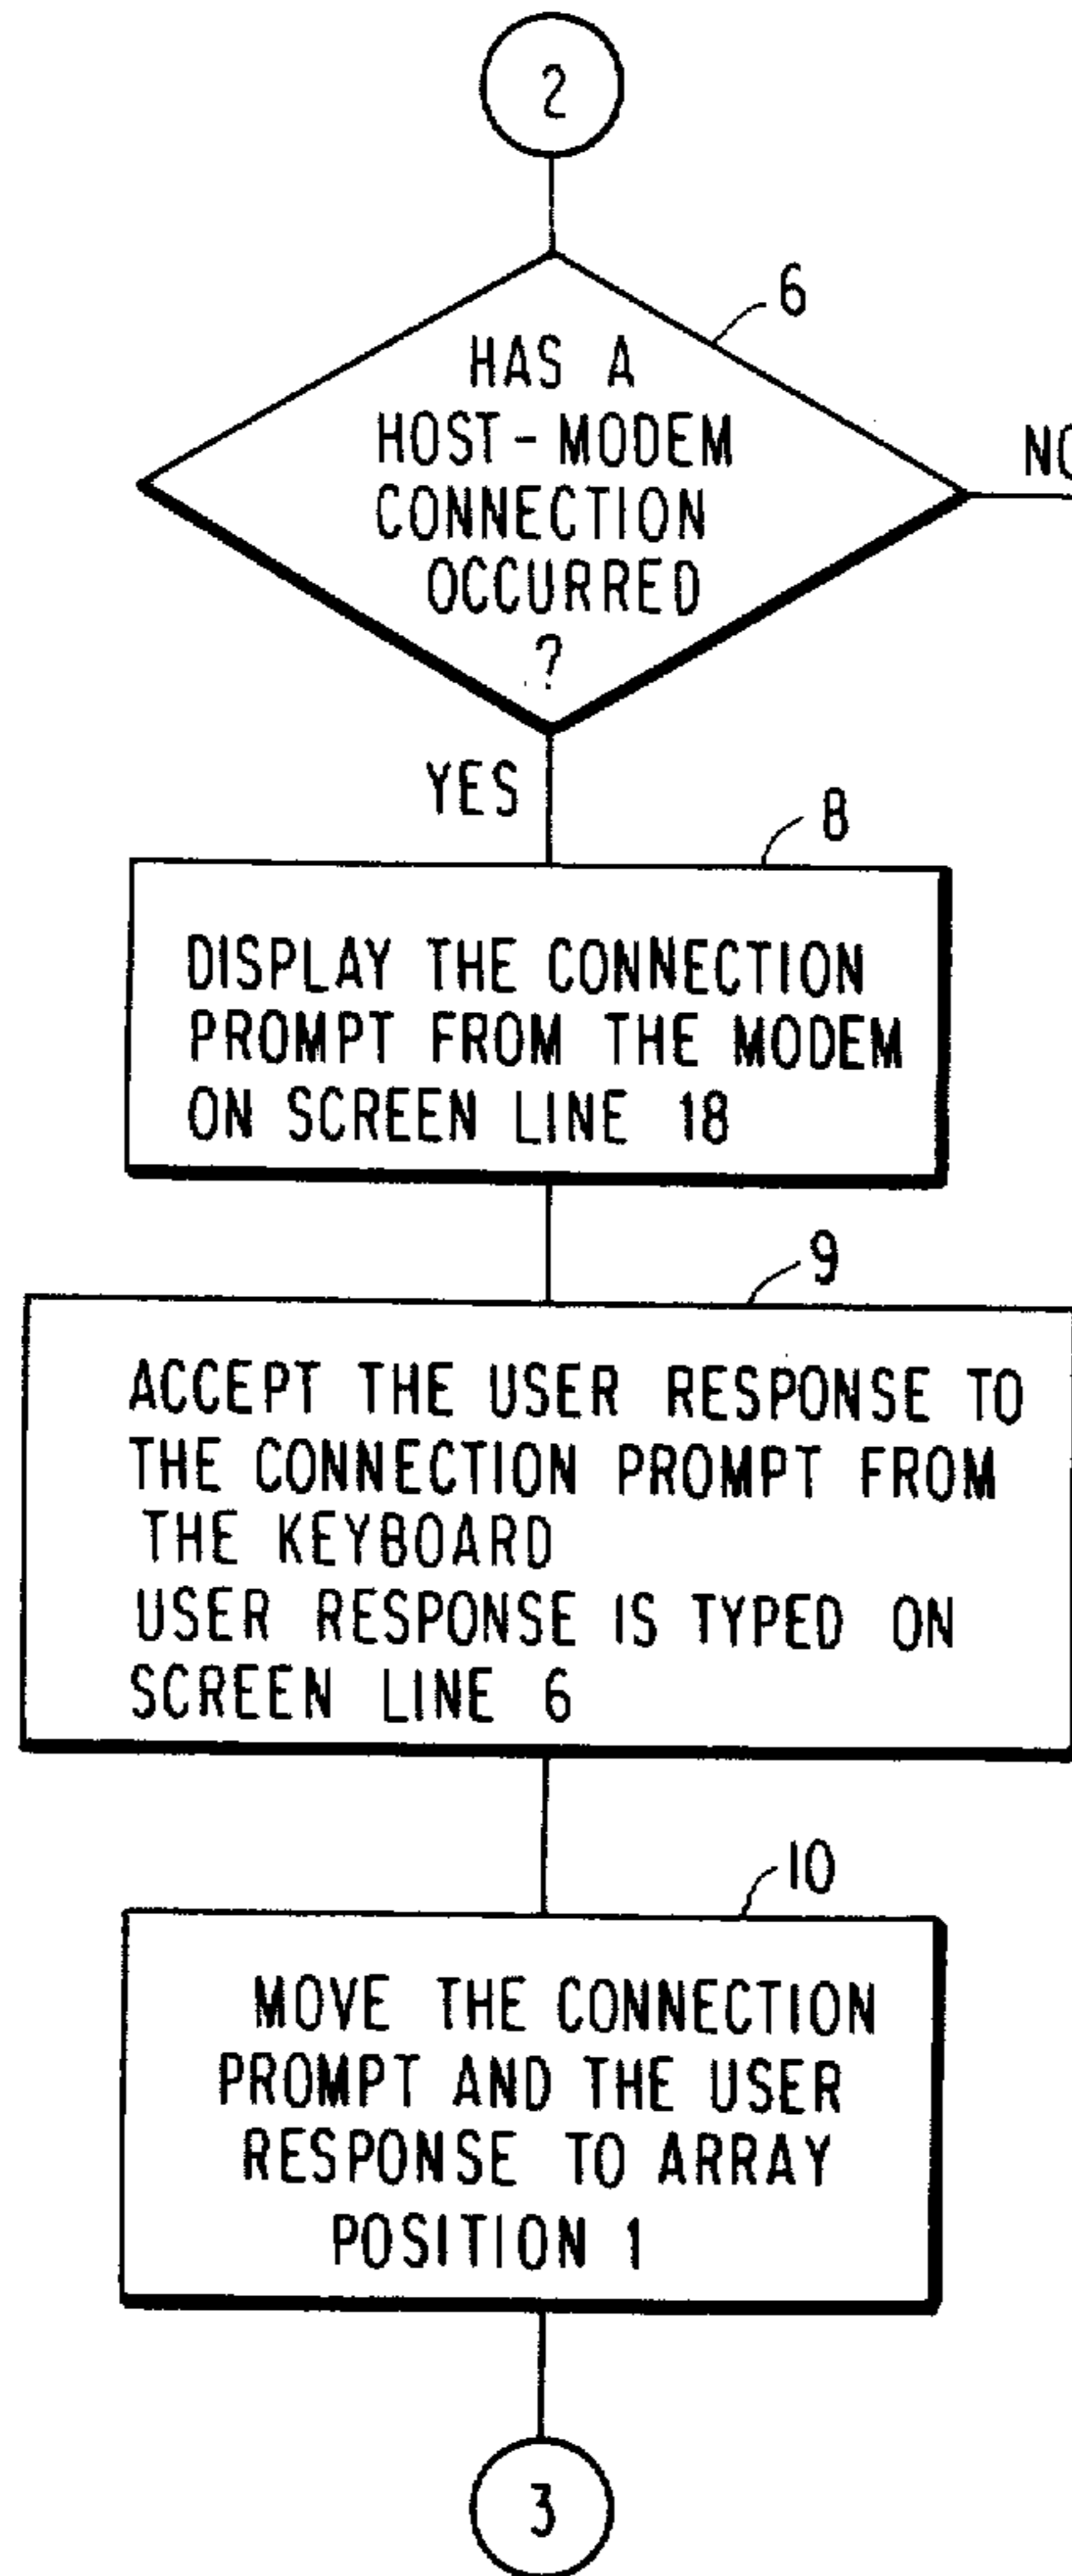 2
6
HAS A
HOST-MODEM
CONNECTION
OCCURRED
?
NO
YES
8
DISPLAY THE CONNECTION
PROMPT FROM THE MODEM
ON SCREEN LINE 18
9
ACCEPT THE USER RESPONSE TO
THE CONNECTION PROMPT FROM
THE KEYBOARD
USER RESPONSE IS TYPED ON
SCREEN LINE 6
10
MOVE THE CONNECTION
PROMPT AND THE USER
RESPONSE TO ARRAY
POSITION 1
3